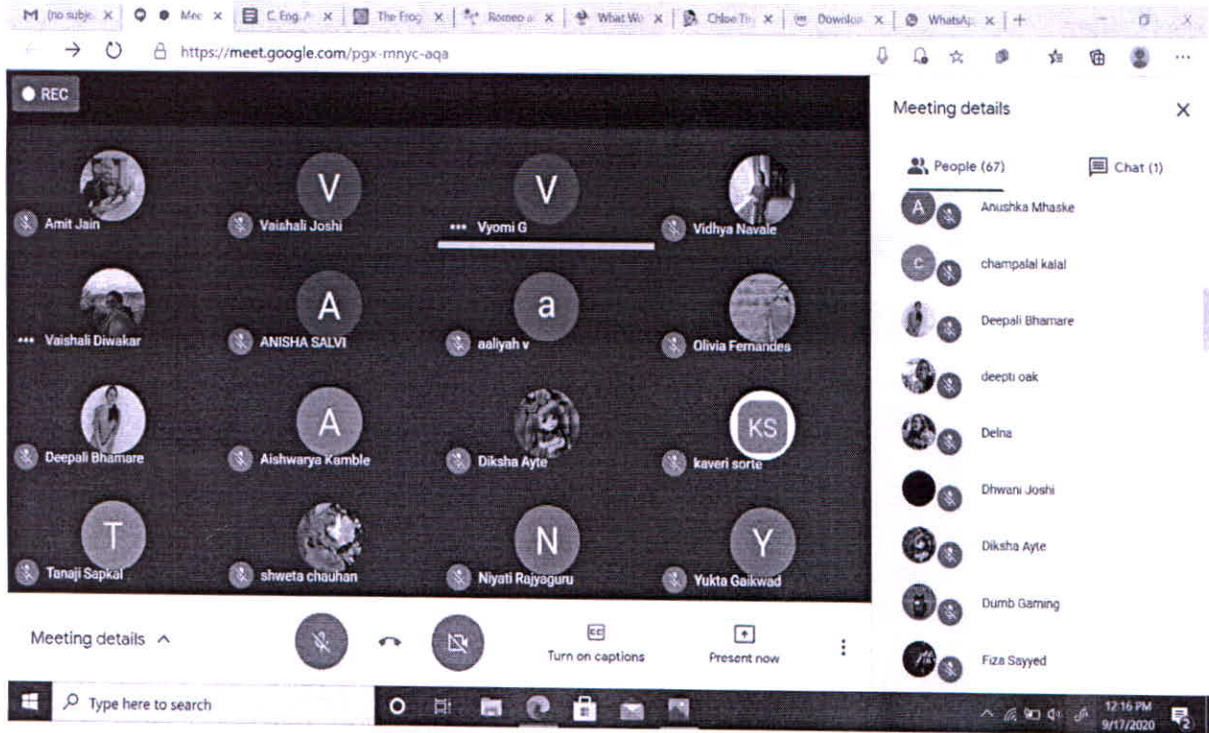 M (no subje. X Mee X C. Eng. A X The Frog X Romeo a X What We X Chloe Th X Downloa X WhatsAp X +
https://meet.google.com/pgx-mnyc-aqa
REC
Meeting details X
People (67) Chat (1)
Amit Jain
V Vaishali Joshi
V Vyomi G
Vidhya Navale
Vaishali Diwakar
A ANISHA SALVI
a aaliyah v
Olivia Fernandes
Deepali Bhamare
A Aishwarya Kamble
Diksha Ayte
KS kaveri sorte
T Tanaji Sapkal
shweta chauhan
N Niyati Rajyaguru
Y Yukta Gaikwad
A Anushka Mhaske
c champalal kalal
Deepali Bhamare
deepti oak
Delna
Dhwani Joshi
Diksha Ayte
Dumb Gaming
Fiza Sayyed
Meeting details
CC
Turn on captions
Present now
Type here to search
12:16 PM
9/17/2020
2